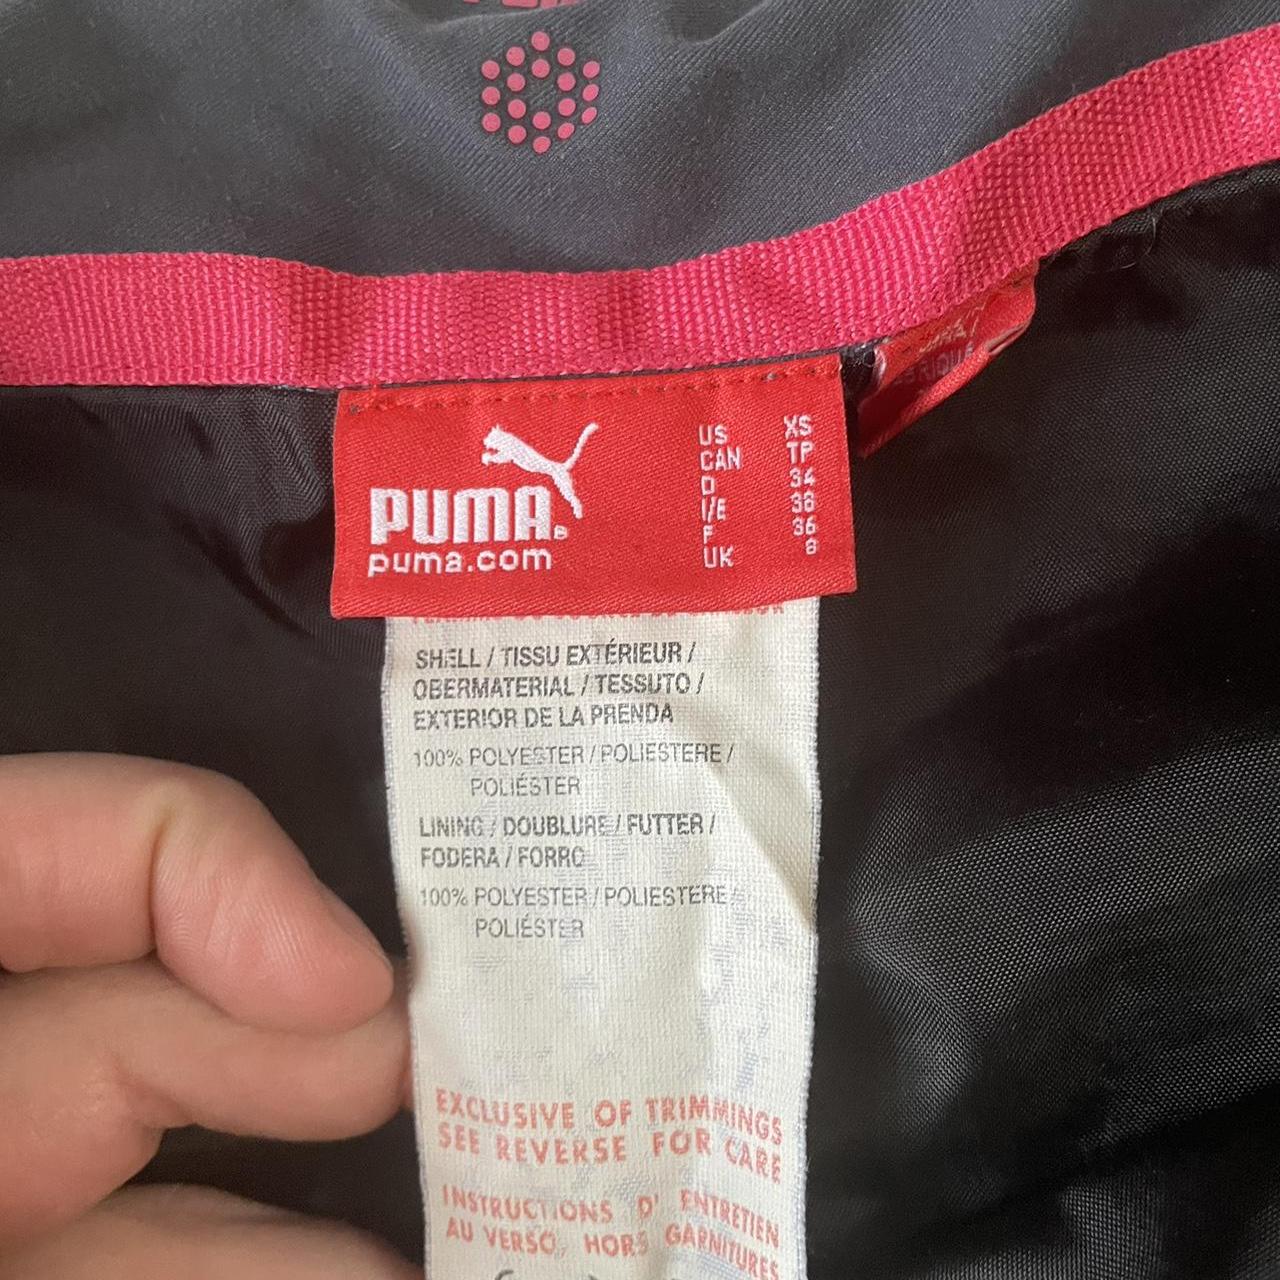 PUMA®
puma.com
US XS
CAN TP
D 34
I/E 38
F 36
UK 8
SHELL / TISSU EXTÉRIEUR /
OBERMATERIAL / TESSUTO /
EXTERIOR DE LA PRENDA
100% POLYESTER / POLIESTERE /
POLIÉSTER
LINING / DOUBLURE / FUTTER /
FODERA / FORRO
100% POLYESTER / POLIESTERE /
POLIÉSTER
EXCLUSIVE OF TRIMMINGS
SEE REVERSE FOR CARE
INSTRUCTIONS D' ENTRETIEN
AU VERSO, HORS GARNITURES